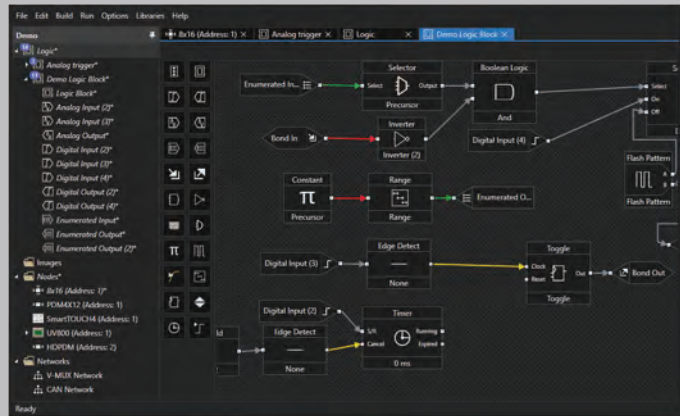 File Edit Build Run Options Libraries Help
Demo
8x16 (Address: 1) Analog trigger Logic Demo Logic Block
Logic*
Analog trigger*
Demo Logic Block*
Logic Block*
Analog Input (2)*
Analog Input (3)*
Analog Output*
Digital Input (2)*
Digital Input (3)*
Digital Input (4)*
Digital Output (2)*
Digital Output (4)*
Enumerated Input*
Enumerated Output*
Enumerated Output (2)*
Images
Nodes*
8x16 (Address: 1)*
PDM4X12 (Address: 1)
SmartTOUCH4 (Address: 1)
UV800 (Address: 1)
HDPDM (Address: 2)
Networks
V-MUX Network
CAN Network
Enumerated In...
Selector
Select Output
Precursor
Boolean Logic
And
Bond In
Inverter
Inverter (2)
Digital Input (4)
Select
On
Off
Flash Pattern
A
B
Flash Pattern
Constant
π
Precursor
Range
Range
Enumerated O...
Digital Input (3)
Edge Detect
None
Toggle
Clock Out
Reset
Toggle
Bond Out
Digital Input (2)
Edge Detect
None
Timer
S/R Running
Cancel Expired
0 ms
Ready